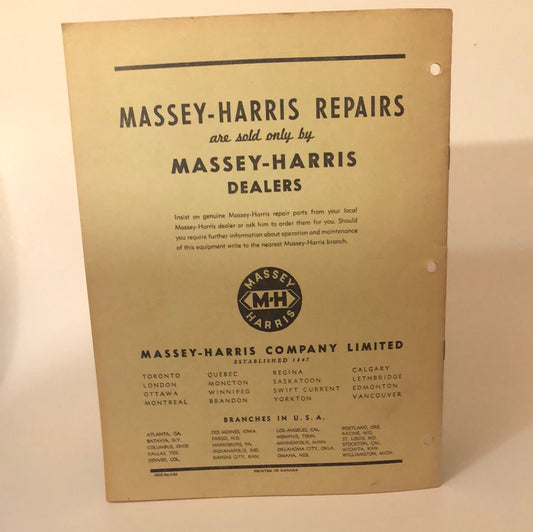 MASSEY-HARRIS REPAIRS
are sold only by
MASSEY-HARRIS
DEALERS
Insist on genuine Massey-Harris repair parts from your local
Massey-Harris dealer or ask him to order them for you. Should
you require further information about operation and maintenance
of this equipment write to the nearest Massey-Harris branch.
MASSEY
M-H
HARRIS
MASSEY-HARRIS COMPANY LIMITED
ESTABLISHED 1847
TORONTO QUEBEC REGINA CALGARY
LONDON MONCTON SASKATOON LETHBRIDGE
OTTAWA WINNIPEG SWIFT CURRENT EDMONTON
MONTREAL BRANDON YORKTON VANCOUVER
BRANCHES IN U.S.A.
ATLANTA, GA. DES MOINES, IOWA LOS ANGELES, CAL. PORTLAND, ORE.
BATAVIA, N.Y. FARGO, N.D. MEMPHIS, TENN. RACINE, WIS.
COLUMBUS, OHIO HARRISBURG, PA. MINNEAPOLIS, MINN. ST. LOUIS, MO.
DALLAS, TEX. INDIANAPOLIS, IND. OKLAHOMA CITY, OKLA. STOCKTON, CAL.
DENVER, COL. KANSAS CITY, KAN. OMAHA, NEB. WICHITA, KAN.
WILLIAMSTON, MICH.
PRINTED IN CANADA